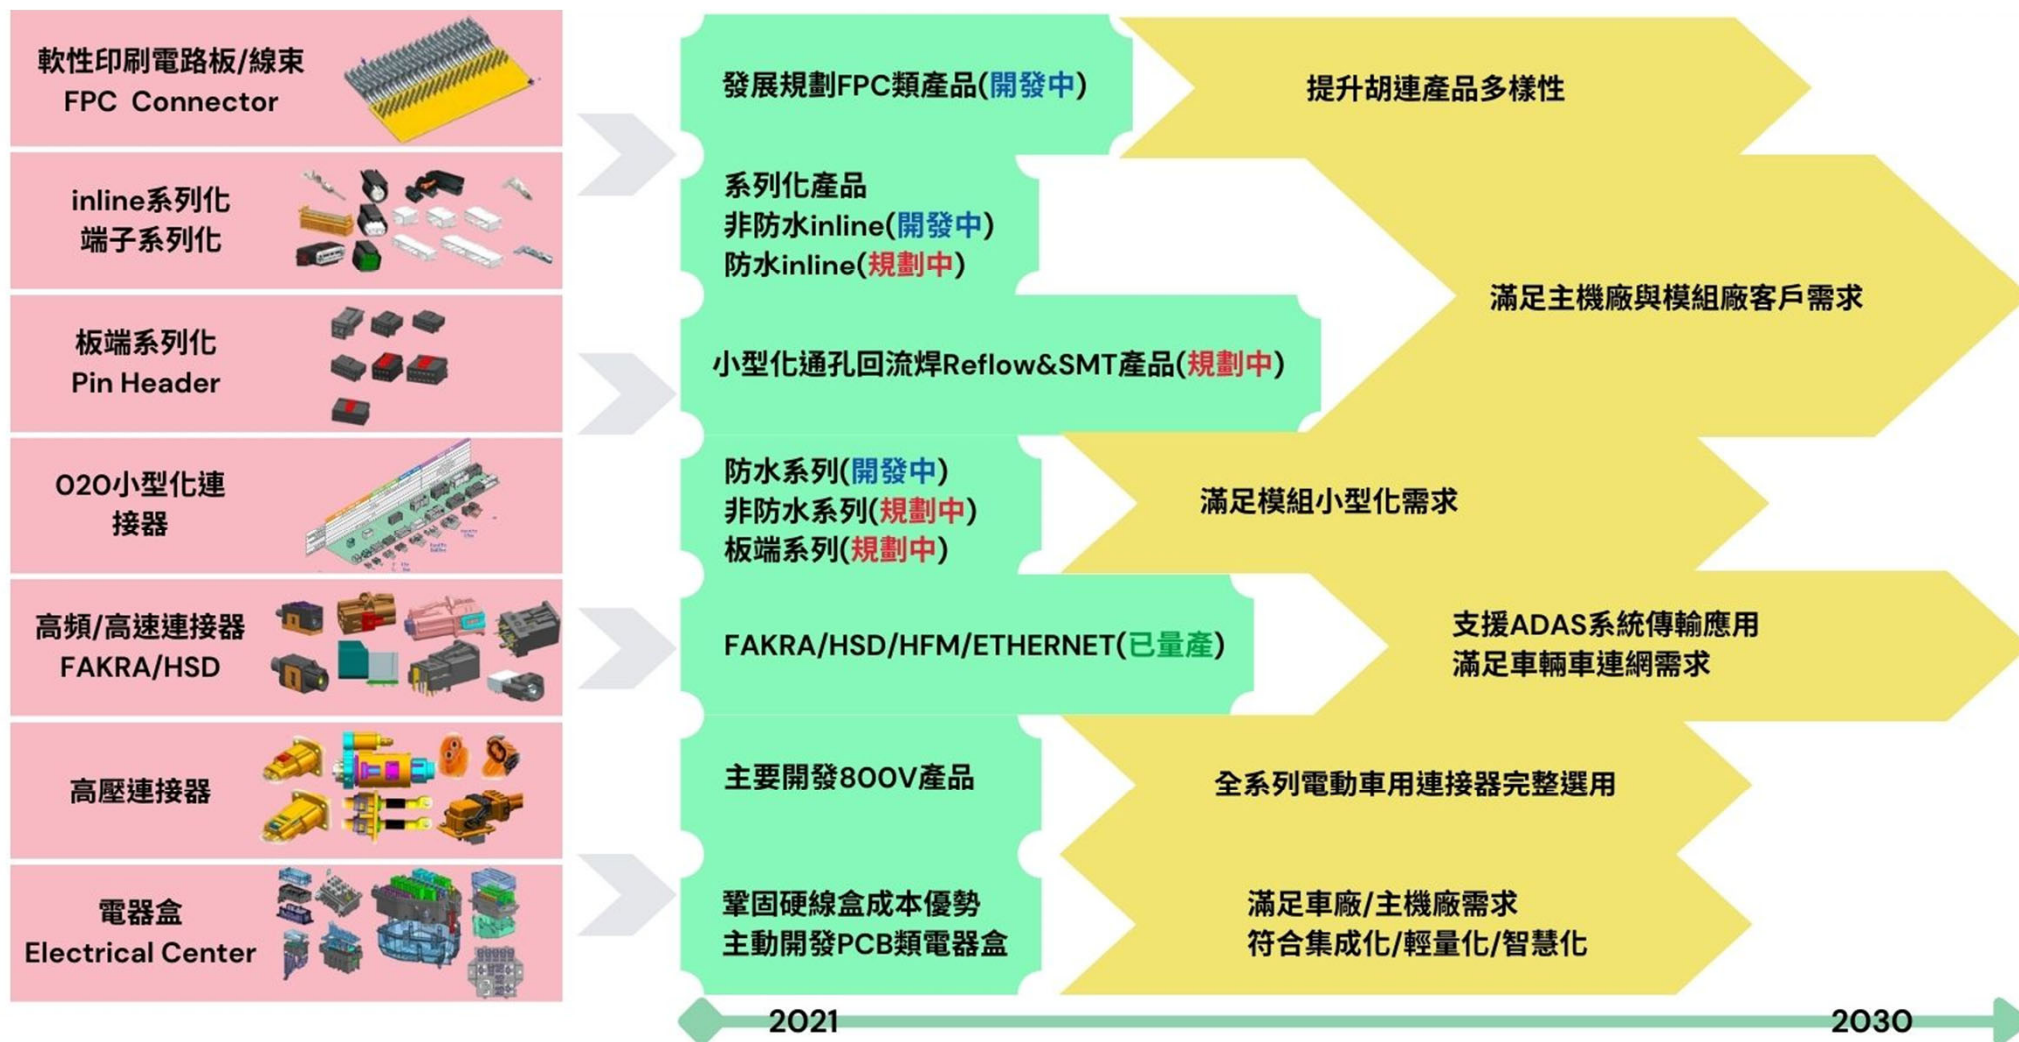 軟性印刷電路板/線束
FPC Connector
發展規劃FPC類產品(開發中)
提升胡連產品多樣性
inline系列化
端子系列化
系列化產品
非防水inline(開發中)
防水inline(規劃中)
滿足主機廠與模組廠客戶需求
板端系列化
Pin Header
小型化通孔回流焊Reflow&SMT產品(規劃中)
020小型化連
接器
防水系列(開發中)
非防水系列(規劃中)
板端系列(規劃中)
滿足模組小型化需求
高頻/高速連接器
FAKRA/HSD
FAKRA/HSD/HFM/ETHERNET(已量產)
支援ADAS系統傳輸應用
滿足車輛車連網需求
高壓連接器
主要開發800V產品
全系列電動車用連接器完整選用
電器盒
Electrical Center
鞏固硬線盒成本優勢
主動開發PCB類電器盒
滿足車廠/主機廠需求
符合集成化/輕量化/智慧化
2021
2030